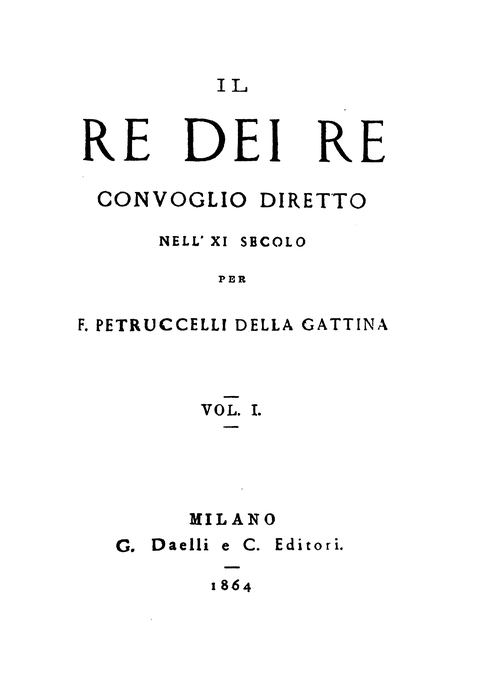 IL
RE DEI RE
CONVOGLIO DIRETTO
NELL' XI SECOLO
PER
F. PETRUCCELLI DELLA GATTINA
VOL. I.
MILANO
G. Daelli e C. Editori.
1864